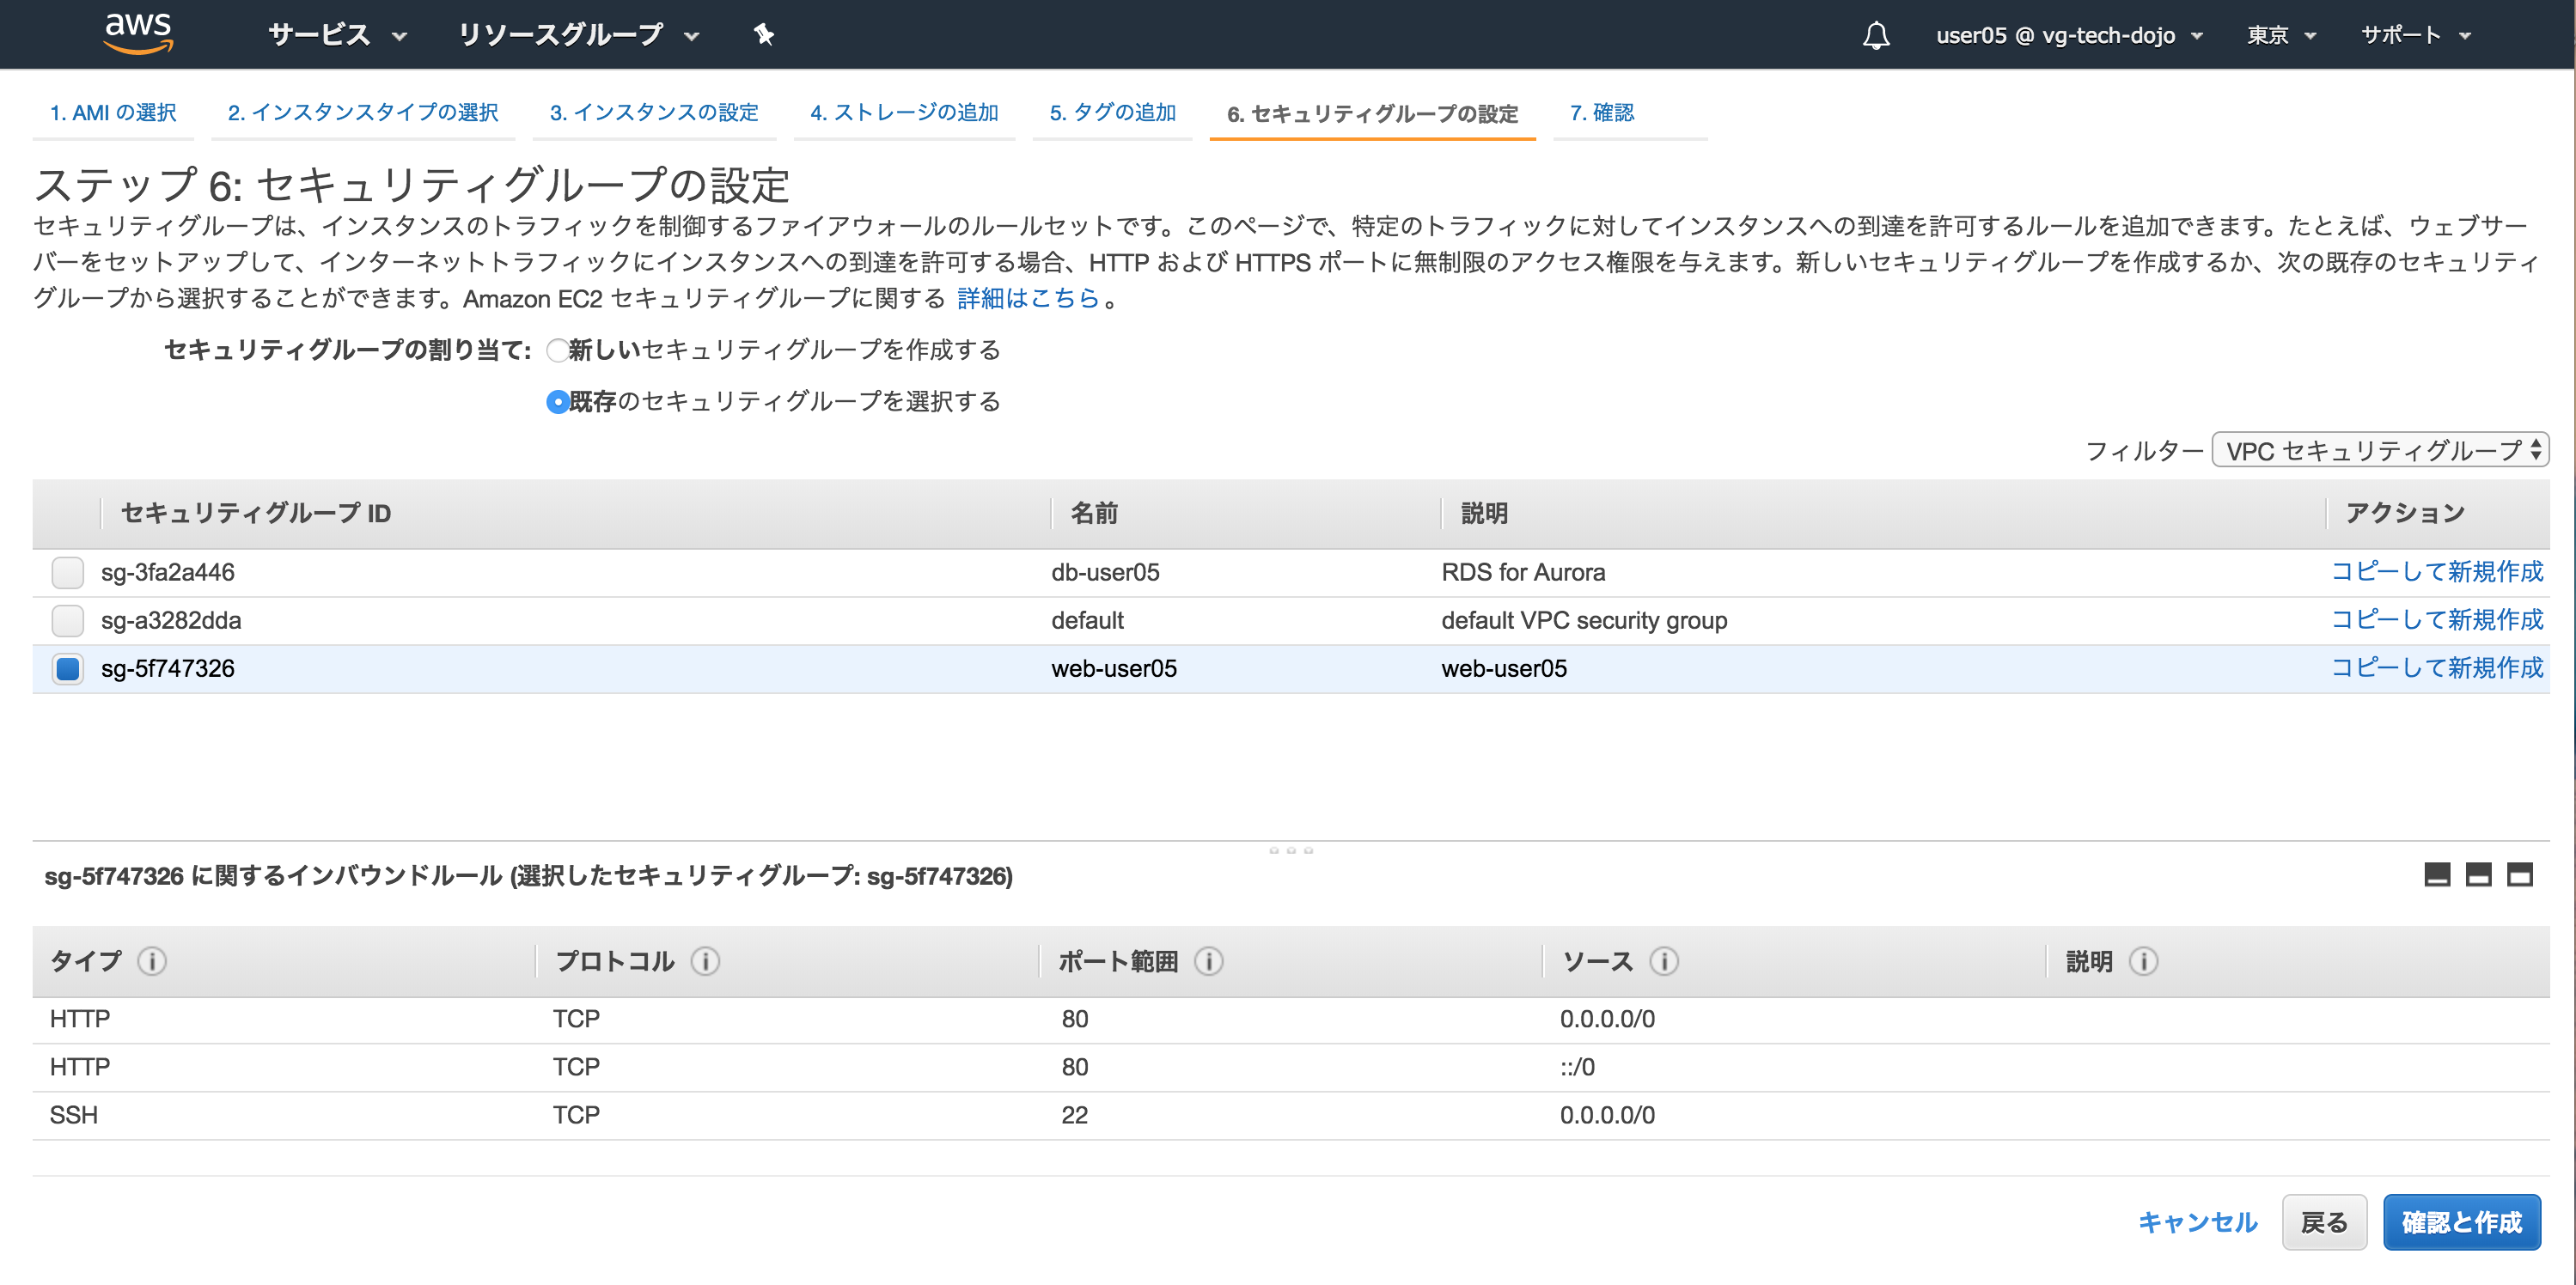 aws サービス リソースグループ user05 @ vg-tech-dojo 東京 サポート
1. AMI の選択 2. インスタンスタイプの選択 3. インスタンスの設定 4. ストレージの追加 5. タグの追加 6. セキュリティグループの設定 7. 確認
ステップ 6: セキュリティグループの設定
セキュリティグループは、インスタンスのトラフィックを制御するファイアウォールのルールセットです。このページで、特定のトラフィックに対してインスタンスへの到達を許可するルールを追加できます。たとえば、ウェブサー
バーをセットアップして、インターネットトラフィックにインスタンスへの到達を許可する場合、HTTP および HTTPS ポートに無制限のアクセス権限を与えます。新しいセキュリティグループを作成するか、次の既存のセキュリティ
グループから選択することができます。Amazon EC2 セキュリティグループに関する 詳細はこちら 。
セキュリティグループの割り当て: 新しいセキュリティグループを作成する
既存のセキュリティグループを選択する
フィルター VPC セキュリティグループ
セキュリティグループ ID 名前 説明 アクション
sg-3fa2a446 db-user05 RDS for Aurora コピーして新規作成
sg-a3282dda default default VPC security group コピーして新規作成
sg-5f747326 web-user05 web-user05 コピーして新規作成
sg-5f747326 に関するインバウンドルール (選択したセキュリティグループ: sg-5f747326)
タイプ i プロトコル i ポート範囲 i ソース i 説明 i
HTTP TCP 80 0.0.0.0/0
HTTP TCP 80 ::/0
SSH TCP 22 0.0.0.0/0
キャンセル 戻る 確認と作成